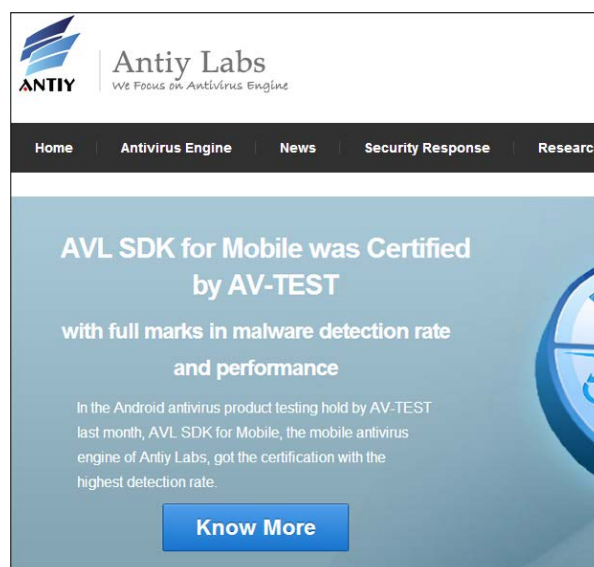 ANTIY
Antiy Labs
We Focus on Antivirus Engine
Home
Antivirus Engine
News
Security Response
Researc
AVL SDK for Mobile was Certified
by AV-TEST
with full marks in malware detection rate
and performance
In the Android antivirus product testing hold by AV-TEST
last month, AVL SDK for Mobile, the mobile antivirus
engine of Antiy Labs, got the certification with the
highest detection rate.
Know More